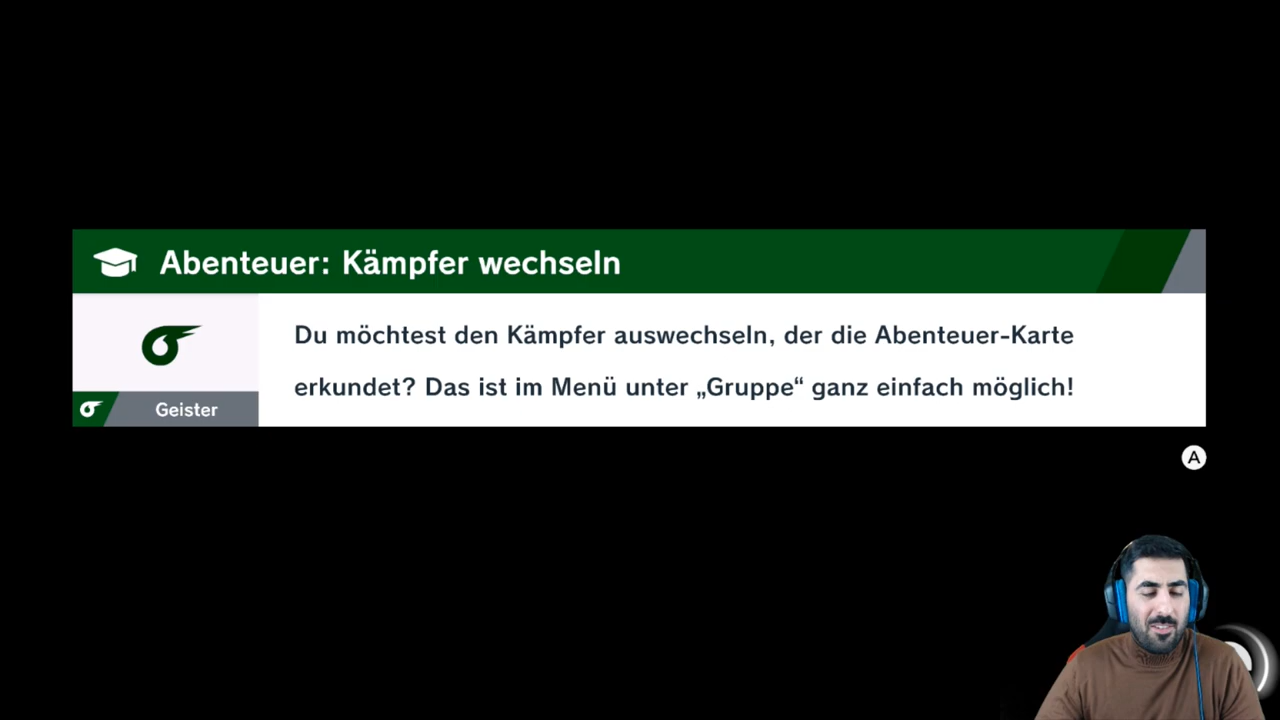 Abenteuer: Kämpfer wechseln
Du möchtest den Kämpfer auswechseln, der die Abenteuer-Karte
erkundet? Das ist im Menü unter „Gruppe“ ganz einfach möglich!
Geister
A